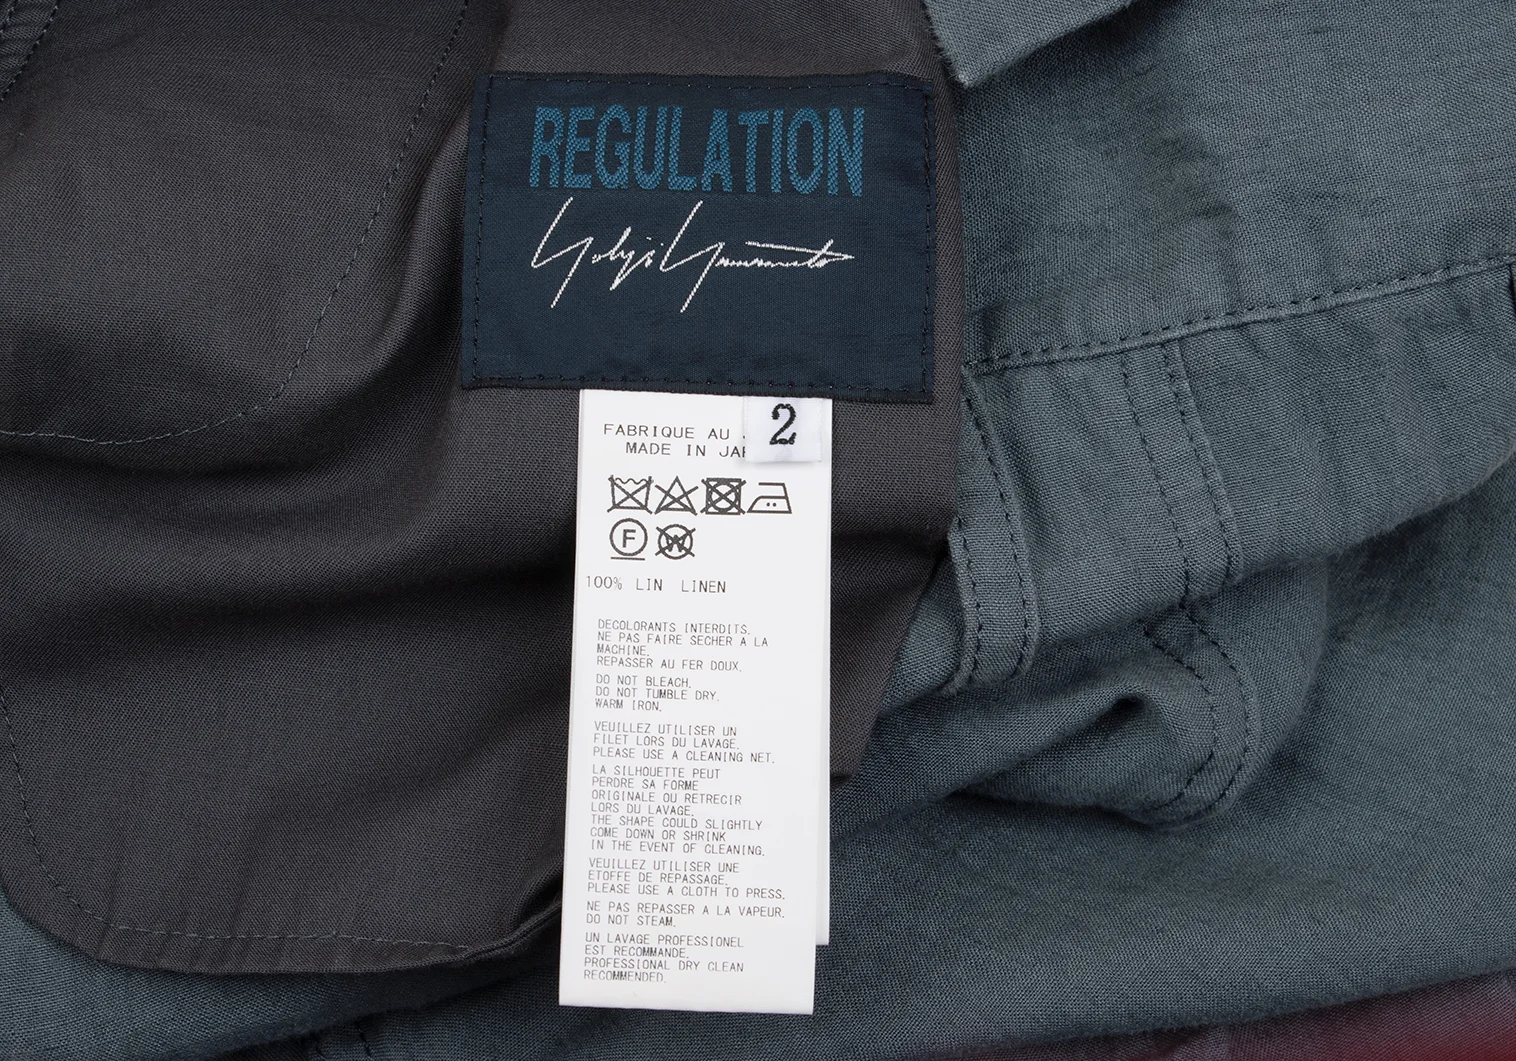 REGULATION
Yohji Yamamoto
2
FABRIQUE AU
MADE IN JAP
F
W
100% LIN LINEN
DECOLORANTS INTERDITS.
NE PAS FAIRE SECHER A LA
MACHINE.
REPASSER AU FER DOUX.
DO NOT BLEACH.
DO NOT TUMBLE DRY.
WARM IRON.
VEUILLEZ UTILISER UN
FILET LORS DU LAVAGE.
PLEASE USE A CLEANING NET.
LA SILHOUETTE PEUT
PERDRE SA FORME
ORIGINALE OU RETRECIR
LORS DU LAVAGE.
THE SHAPE COULD SLIGHTLY
COME DOWN OR SHRINK
IN THE EVENT OF CLEANING.
VEUILLEZ UTILISER UNE
ETOFFE DE REPASSAGE.
PLEASE USE A CLOTH TO PRESS.
NE PAS REPASSER A LA VAPEUR.
DO NOT STEAM.
UN LAVAGE PROFESSIONEL
EST RECOMMANDE.
PROFESSIONAL DRY CLEAN
RECOMMENDED.